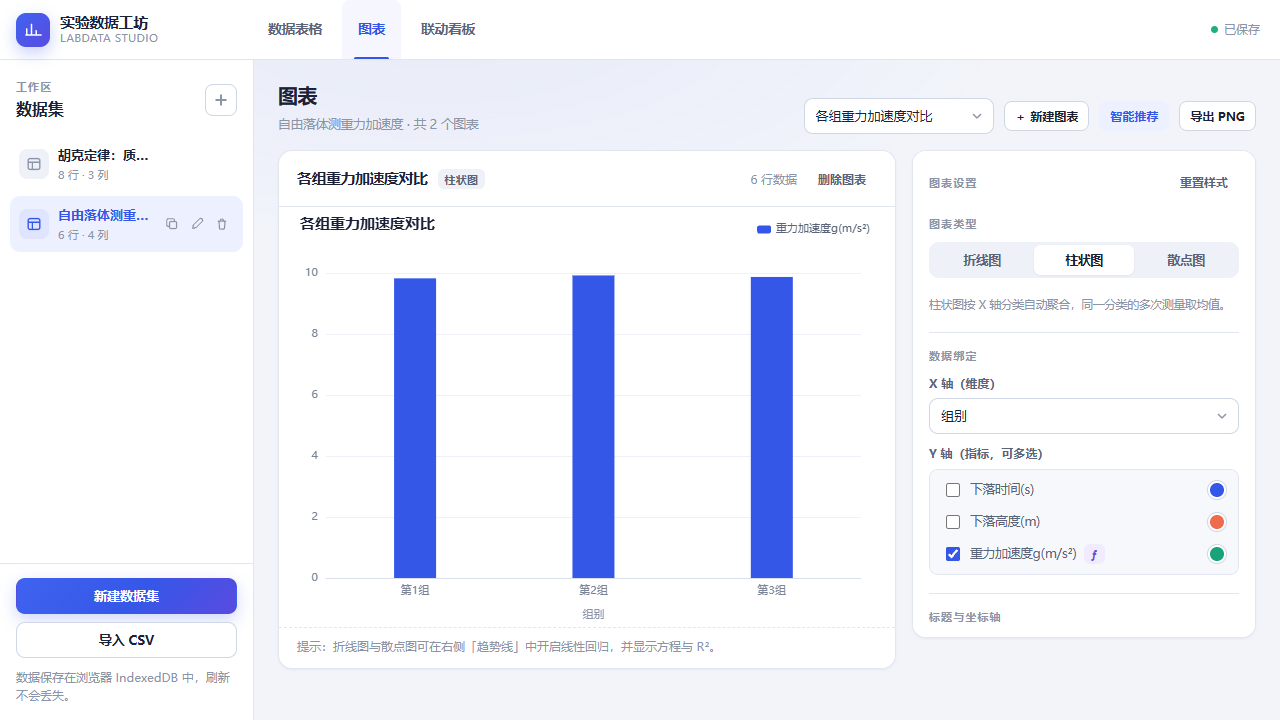 实验数据工坊
LABDATA STUDIO
数据表格
图表
联动看板
已保存
工作区
数据集
胡克定律：质…
8 行 · 3 列
自由落体测重…
6 行 · 4 列
新建数据集
导入 CSV
数据保存在浏览器 IndexedDB 中，刷新
不会丢失。
图表
自由落体测重力加速度 · 共 2 个图表
各组重力加速度对比
+ 新建图表
智能推荐
导出 PNG
各组重力加速度对比
柱状图
6 行数据
删除图表
各组重力加速度对比
重力加速度g(m/s²)
10
8
6
4
2
0
第1组
第2组
第3组
组别
提示：折线图与散点图可在右侧「趋势线」中开启线性回归，并显示方程与 R²。
图表设置
重置样式
图表类型
折线图
柱状图
散点图
柱状图按 X 轴分类自动聚合，同一分类的多次测量取均值。
数据绑定
X 轴（维度）
组别
Y 轴（指标，可多选）
下落时间(s)
下落高度(m)
重力加速度g(m/s²)
ƒ
标题与坐标轴